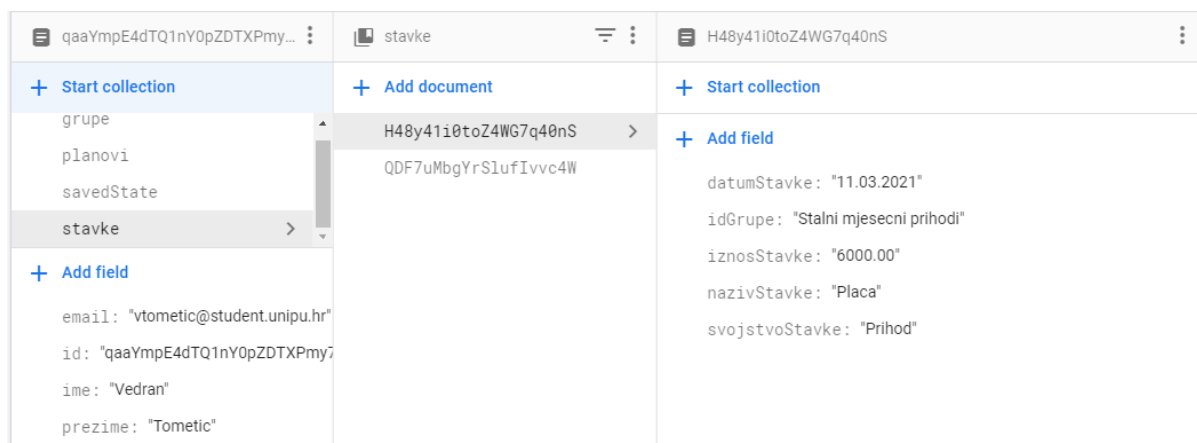 qaaYmpE4dTQ1nY0pZDTXPmy...
Start collection
grupe
planovi
savedState
stavke
Add field
email: "vtometic@student.unipu.hr"
id: "qaaYmpE4dTQ1nY0pZDTXPmy7
ime: "Vedran"
prezime: "Tometic"
stavke
Add document
H48y41i0toZ4WG7q40nS
QDF7uMbgYrSlufIvvc4W
H48y41i0toZ4WG7q40nS
Start collection
Add field
datumStavke: "11.03.2021"
idGrupe: "Stalni mjesecni prihodi"
iznosStavke: "6000.00"
nazivStavke: "Placa"
svojstvoStavke: "Prihod"